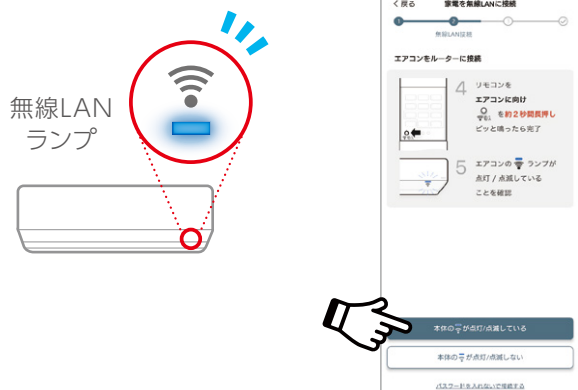 無線LAN
ランプ
く戻る 家電を無線LANに接続
無線LAN接続
エアコンをルーターに接続
4 リモコンを
エアコンに向け
を約2秒間長押し
ピッと鳴ったら完了
5 エアコンの ランプが
点灯 / 点滅している
ことを確認
本体の が点灯/点滅している
本体の が点灯/点滅しない
パスワードを入れないで接続する